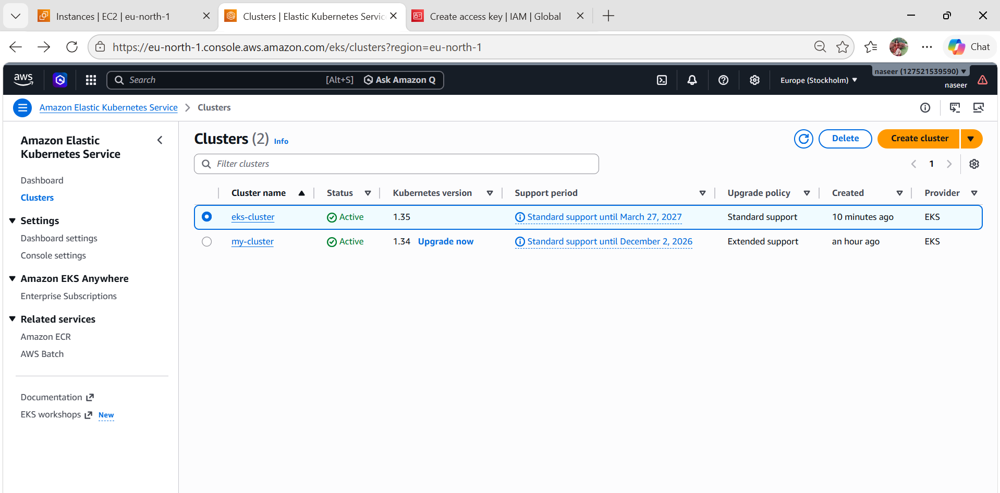 Instances | EC2 | eu-north-1
Clusters | Elastic Kubernetes Servic
Create access key | IAM | Global
https://eu-north-1.console.aws.amazon.com/eks/clusters?region=eu-north-1
Chat
aws
Search
[Alt+S]
Ask Amazon Q
Europe (Stockholm)
naseer (127521539590)
naseer
Amazon Elastic Kubernetes Service
Clusters
Amazon Elastic
Kubernetes Service
Dashboard
Clusters
Settings
Dashboard settings
Console settings
Amazon EKS Anywhere
Enterprise Subscriptions
Related services
Amazon ECR
AWS Batch
Documentation
EKS workshops New
Clusters (2) Info
Delete
Create cluster
Filter clusters
1
Cluster name Status Kubernetes version Support period Upgrade policy Created Provider
eks-cluster Active 1.35 Standard support until March 27, 2027 Standard support 10 minutes ago EKS
my-cluster Active 1.34 Upgrade now Standard support until December 2, 2026 Extended support an hour ago EKS